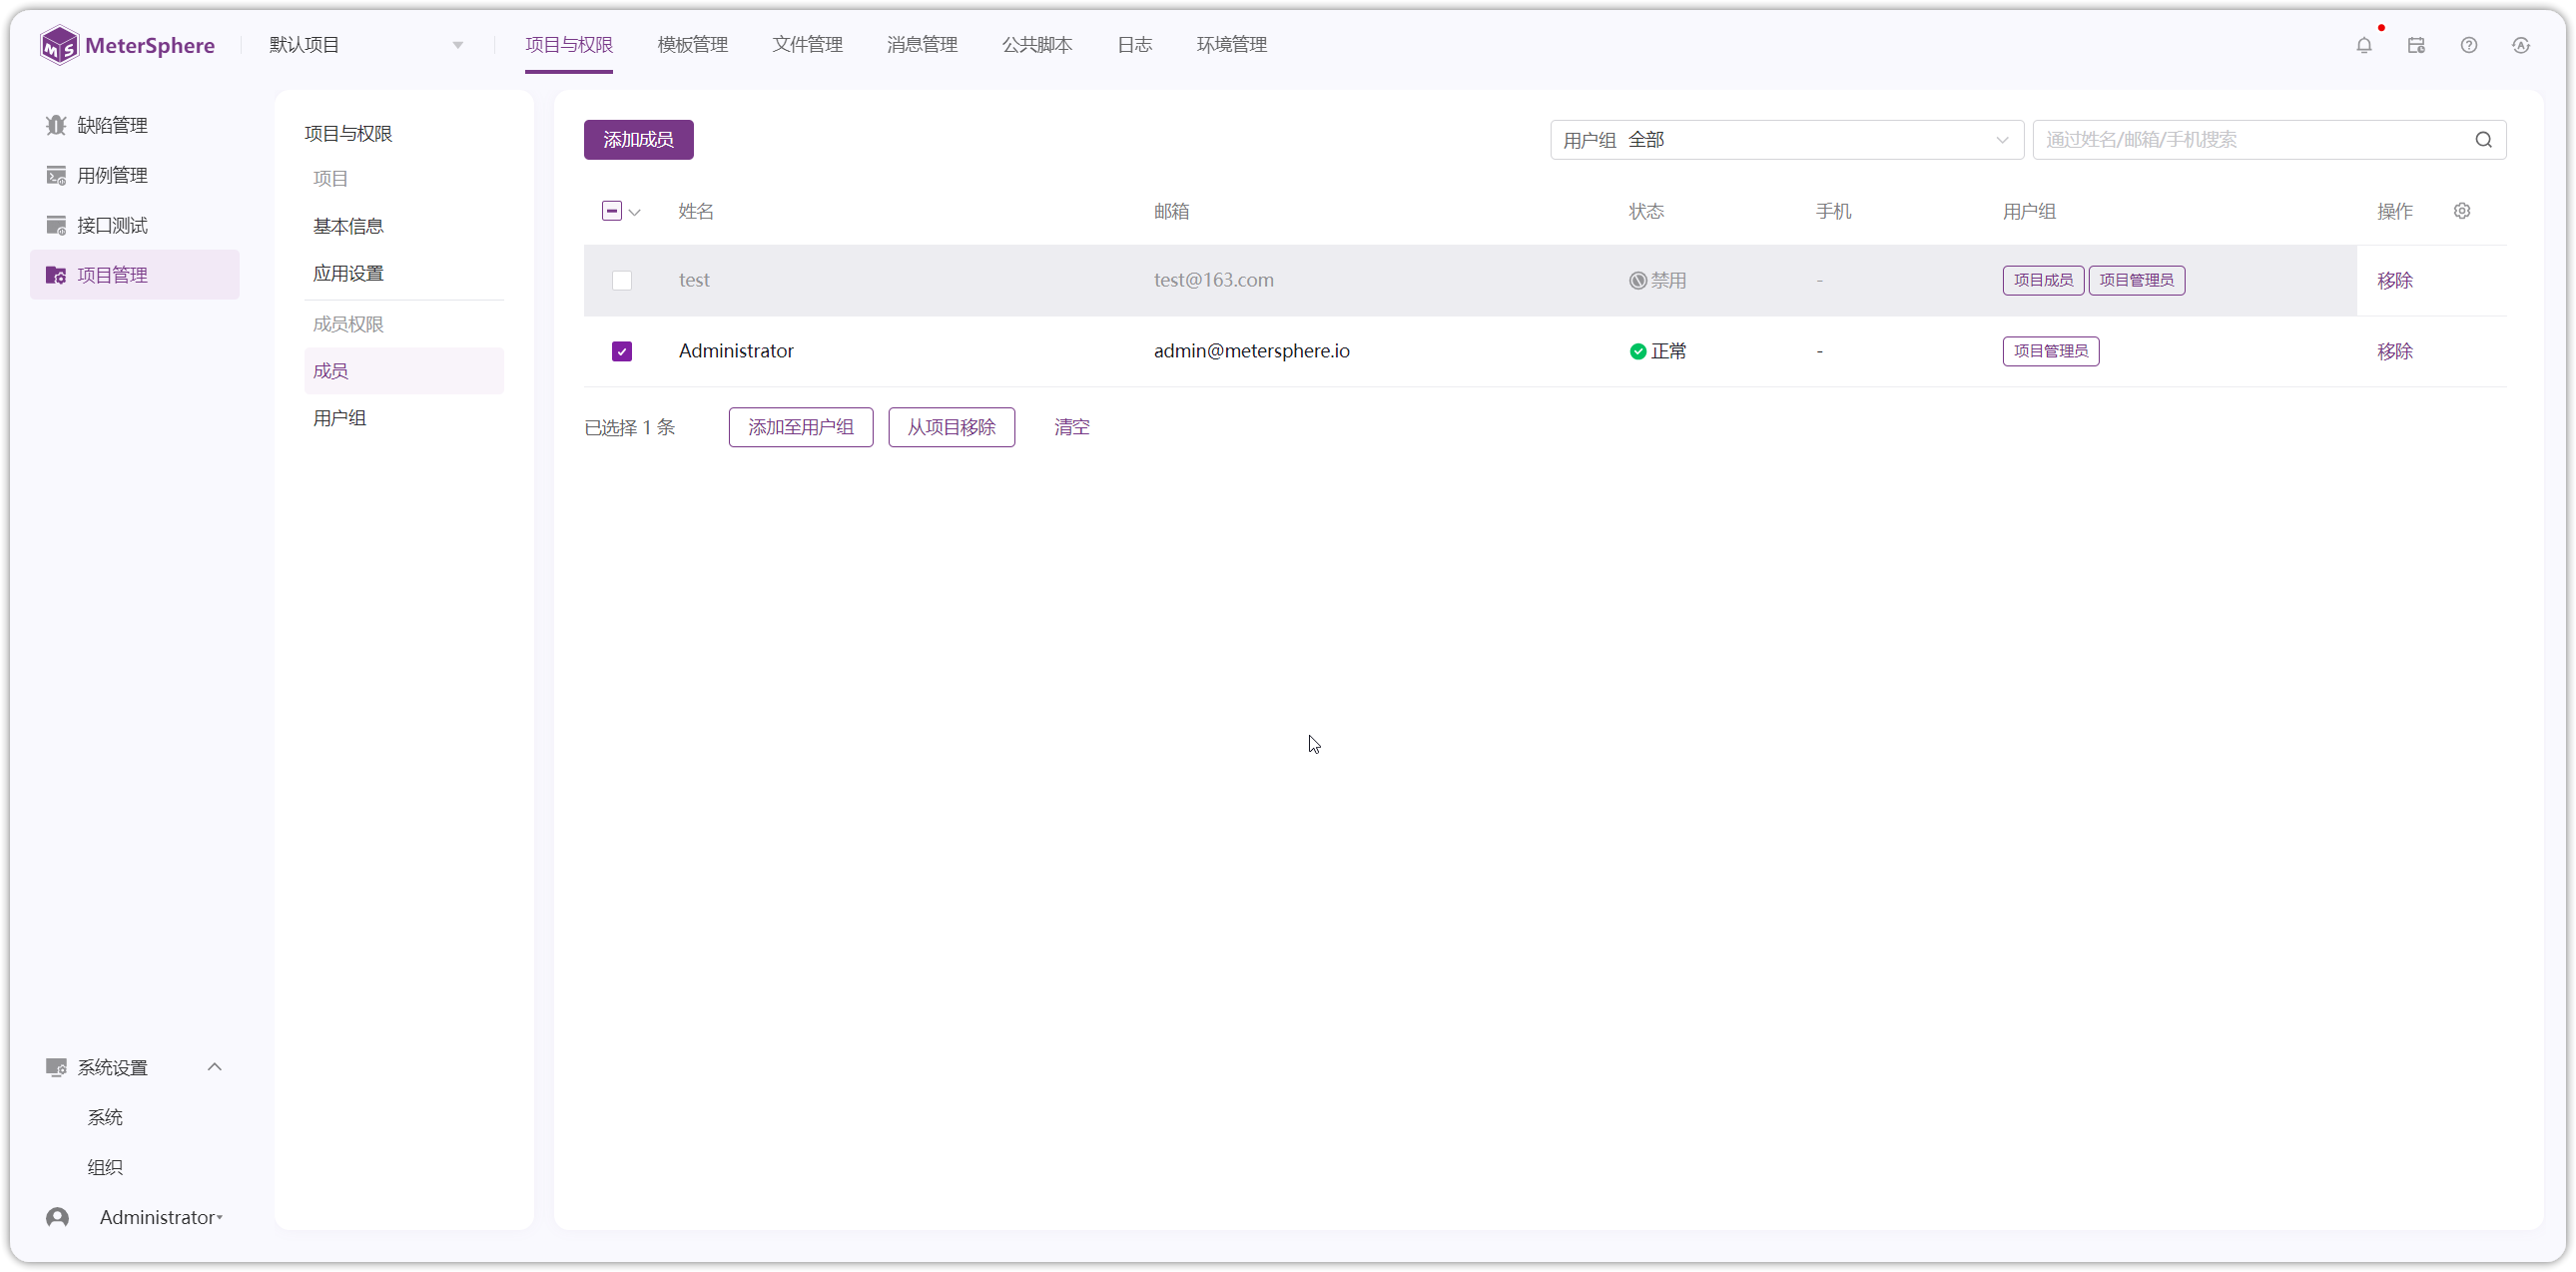 MeterSphere 默认项目 项目与权限 模板管理 文件管理 消息管理 公共脚本 日志 环境管理
缺陷管理
用例管理
接口测试
项目管理
系统设置
系统
组织
Administrator
项目与权限
项目
基本信息
应用设置
成员权限
成员
用户组
添加成员 用户组 全部 通过姓名/邮箱/手机搜索
姓名 邮箱 状态 手机 用户组 操作
test test@163.com 禁用 - 项目成员 项目管理员 移除
Administrator admin@metersphere.io 正常 - 项目管理员 移除
已选择 1 条 添加至用户组 从项目移除 清空